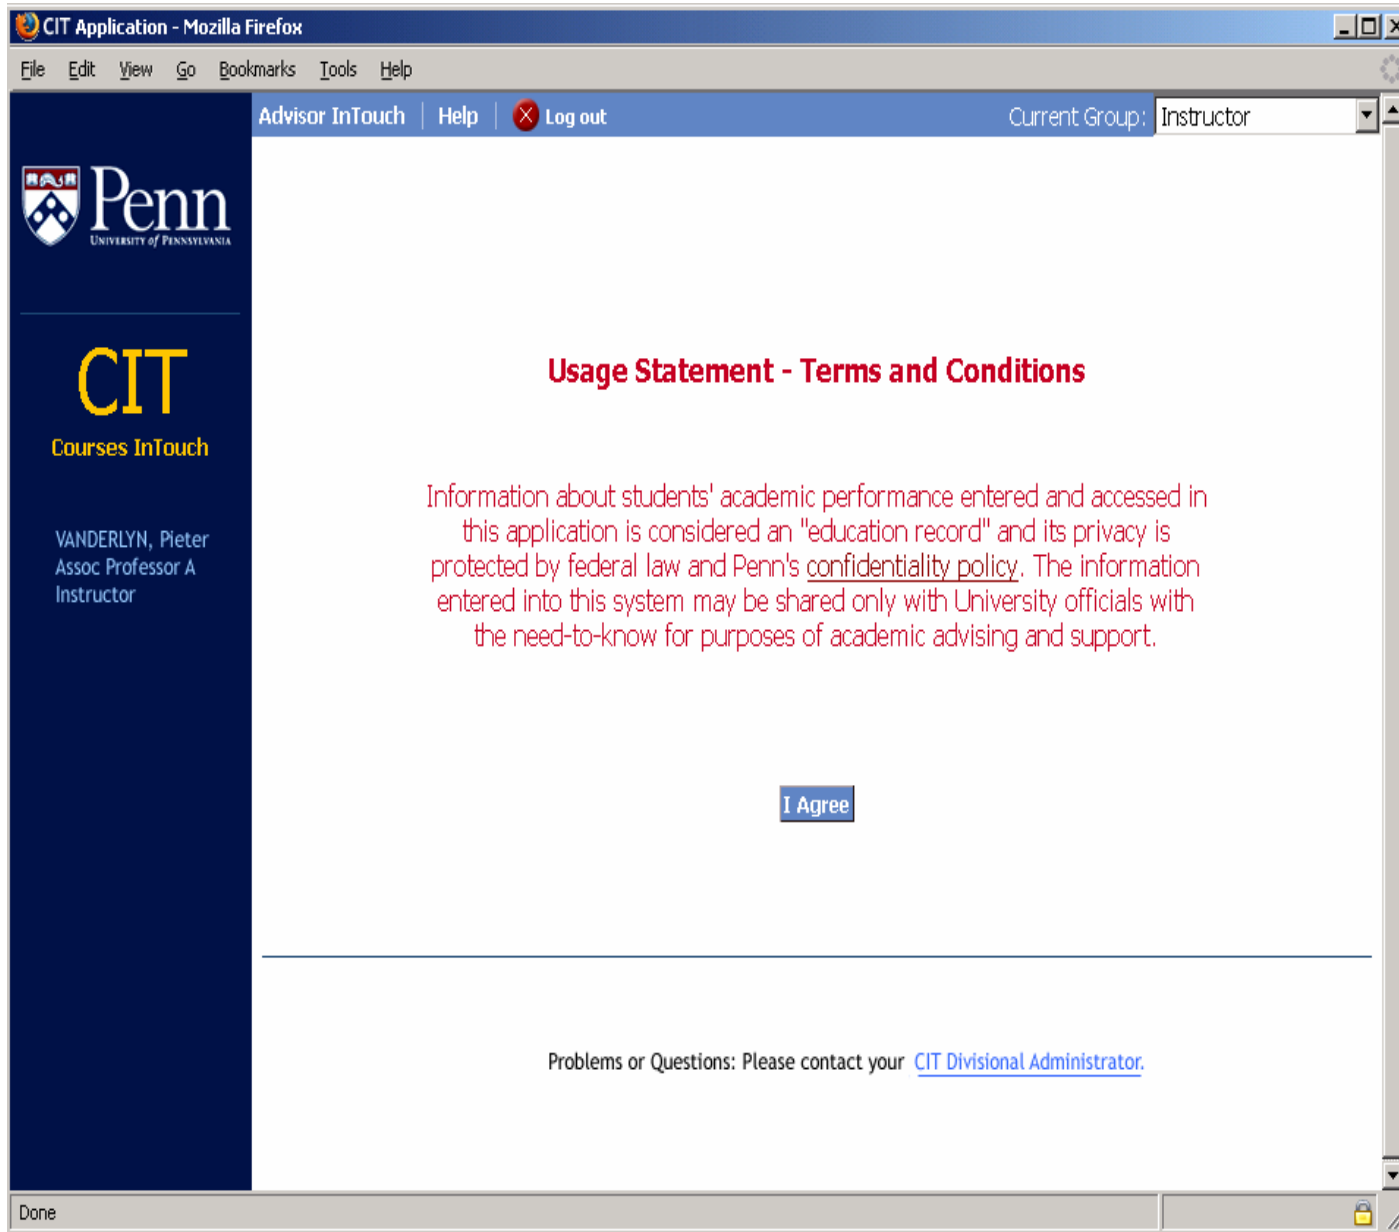 CIT Application - Mozilla Firefox
File Edit View Go Bookmarks Tools Help
Advisor InTouch | Help | Log out Current Group: Instructor
Penn
UNIVERSITY of PENNSYLVANIA
CIT
Courses InTouch
VANDERLYN, Pieter
Assoc Professor A
Instructor
Usage Statement - Terms and Conditions
Information about students' academic performance entered and accessed in
this application is considered an "education record" and its privacy is
protected by federal law and Penn's confidentiality policy. The information
entered into this system may be shared only with University officials with
the need-to-know for purposes of academic advising and support.
I Agree
Problems or Questions: Please contact your CIT Divisional Administrator.
Done